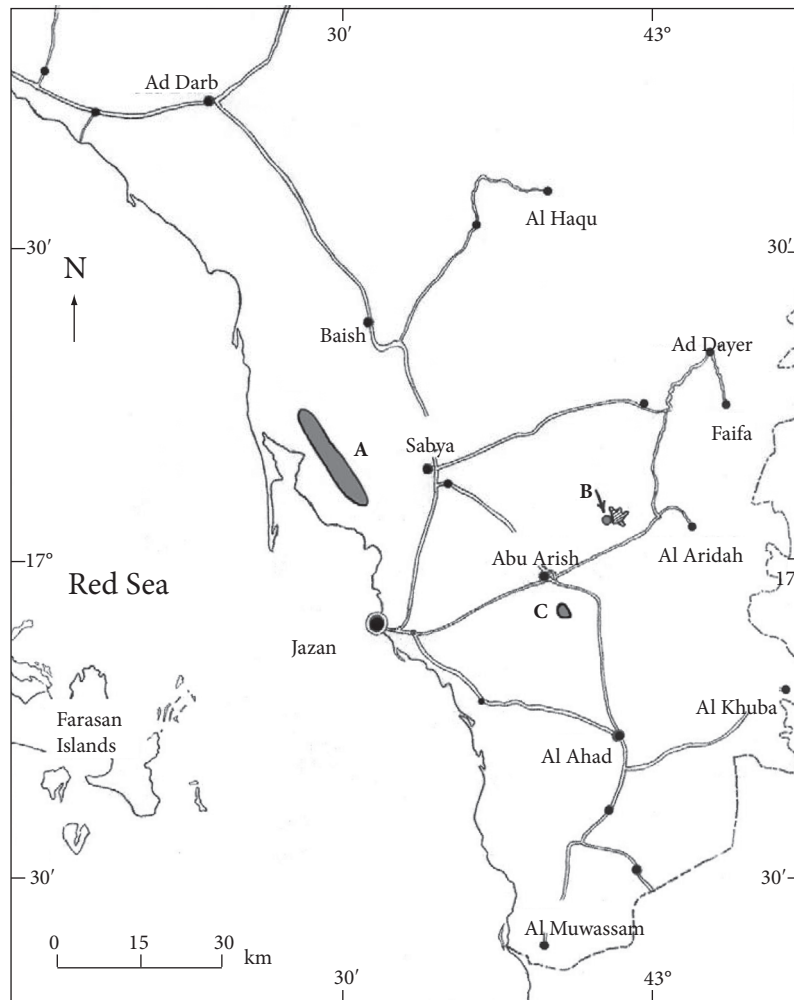 30′
43°
Ad Darb
Al Haqu
30′
30′
N
Baish
Ad Dayer
Faifa
A
Sabya
B
Al Aridah
Abu Arish
17°
17
Red Sea
C
Jazan
Al Khuba
Farasan
Islands
Al Ahad
30′
30′
Al Muwassam
0
15
30
km
30′
43°